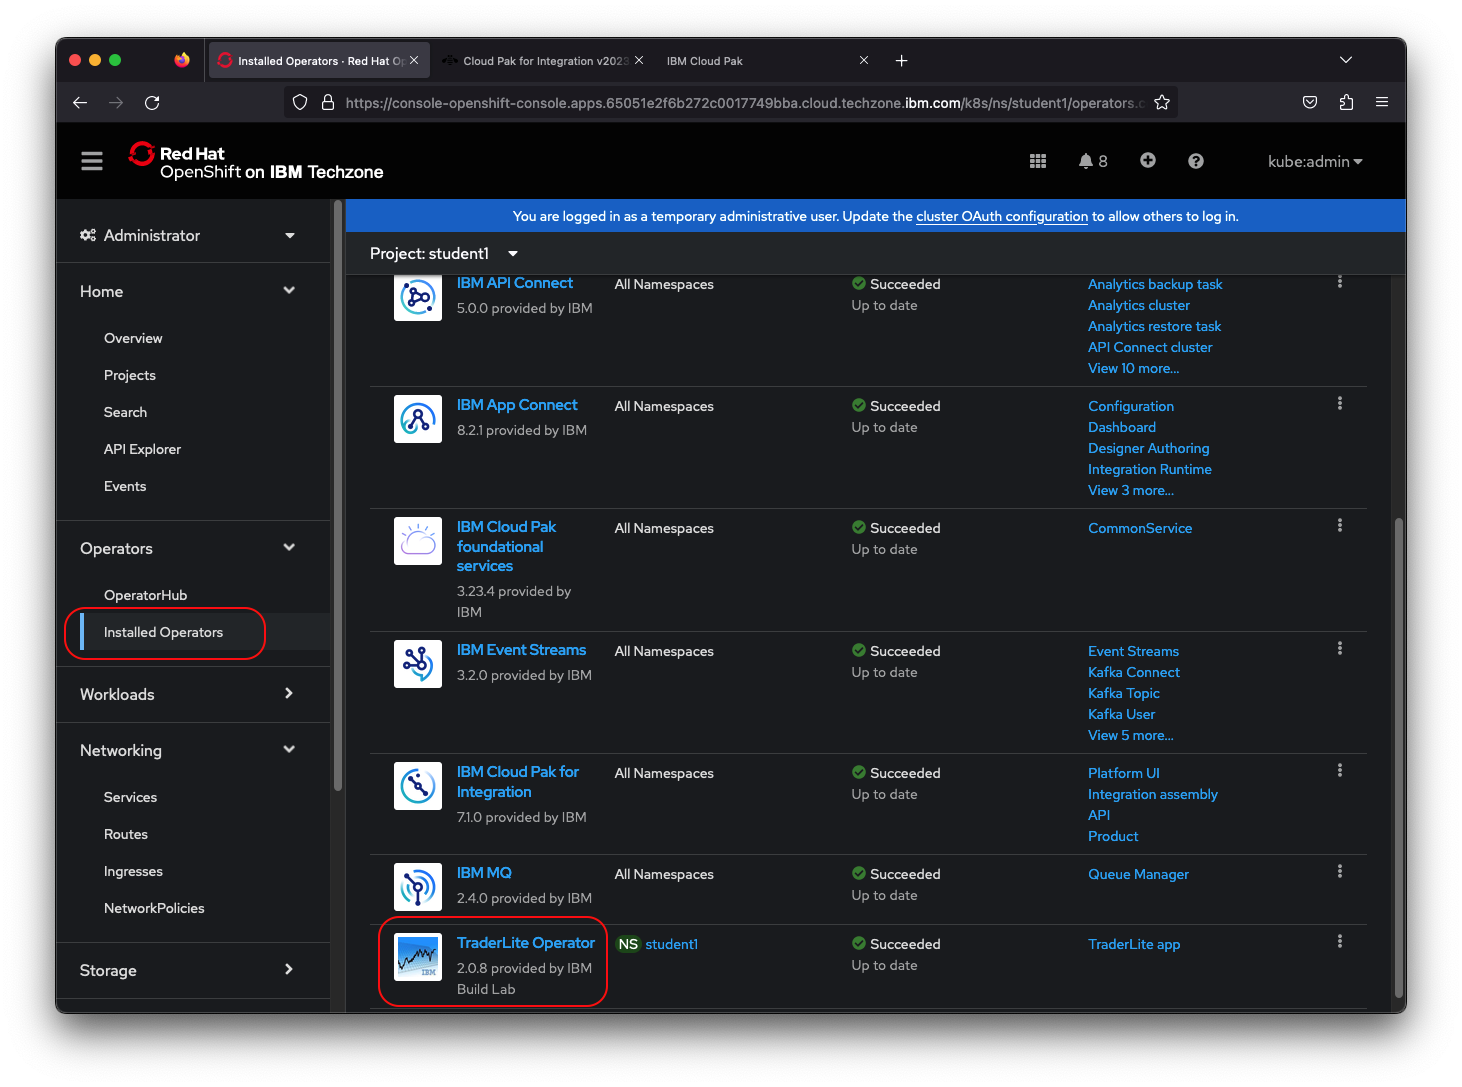 Installed Operators · Red Hat Op
Cloud Pak for Integration v2023
IBM Cloud Pak
https://console-openshift-console.apps.65051e2f6b272c0017749bba.cloud.techzone.ibm.com/k8s/ns/student1/operators.c
Red Hat
OpenShift on IBM Techzone
8
kube:admin
You are logged in as a temporary administrative user. Update the cluster OAuth configuration to allow others to log in.
Administrator
Home
Overview
Projects
Search
API Explorer
Events
Operators
OperatorHub
Installed Operators
Workloads
Networking
Services
Routes
Ingresses
NetworkPolicies
Storage
Project: student1
IBM API Connect
5.0.0 provided by IBM
All Namespaces
Succeeded
Up to date
Analytics backup task
Analytics cluster
Analytics restore task
API Connect cluster
View 10 more...
IBM App Connect
8.2.1 provided by IBM
All Namespaces
Succeeded
Up to date
Configuration
Dashboard
Designer Authoring
Integration Runtime
View 3 more...
IBM Cloud Pak
foundational
services
3.23.4 provided by
IBM
All Namespaces
Succeeded
Up to date
CommonService
IBM Event Streams
3.2.0 provided by IBM
All Namespaces
Succeeded
Up to date
Event Streams
Kafka Connect
Kafka Topic
Kafka User
View 5 more...
IBM Cloud Pak for
Integration
7.1.0 provided by IBM
All Namespaces
Succeeded
Up to date
Platform UI
Integration assembly
API
Product
IBM MQ
2.4.0 provided by IBM
All Namespaces
Succeeded
Up to date
Queue Manager
IBM
TraderLite Operator
2.0.8 provided by IBM
Build Lab
NS student1
Succeeded
Up to date
TraderLite app